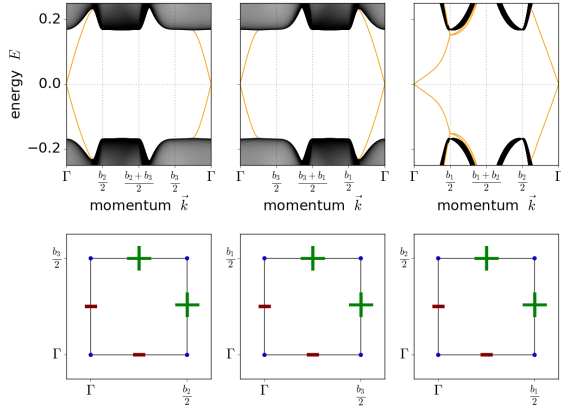 energy E
0.2
0.0
−0.2
Γ b₂/2 (b₂ + b₃)/2 b₃/2 Γ
Γ b₃/2 (b₃ + b₁)/2 b₁/2 Γ
Γ b₁/2 (b₁ + b₂)/2 b₂/2 Γ
momentum k⃗
momentum k⃗
momentum k⃗
b₃/2
Γ
Γ b₂/2
b₁/2
Γ
Γ b₃/2
b₂/2
Γ
Γ b₁/2